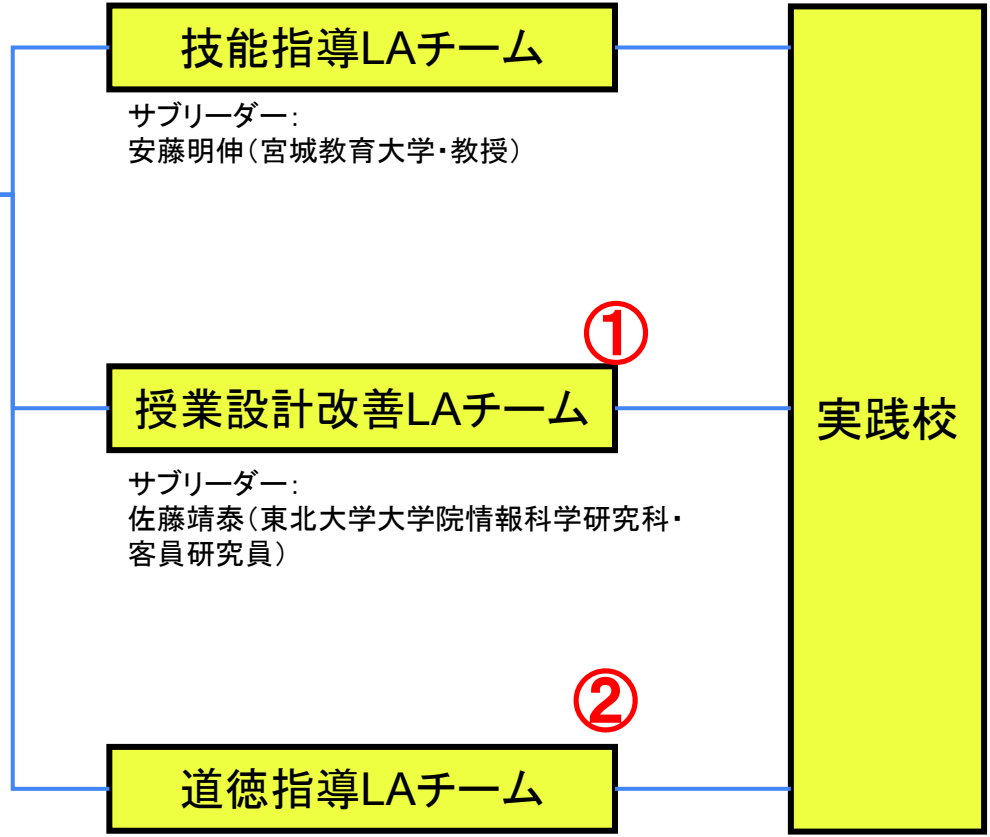 技能指導LAチーム
サブリーダー：
安藤明伸（宮城教育大学・教授）
①
授業設計改善LAチーム
実践校
サブリーダー：
佐藤靖泰（東北大学大学院情報科学研究科・
客員研究員）
②
道徳指導LAチーム